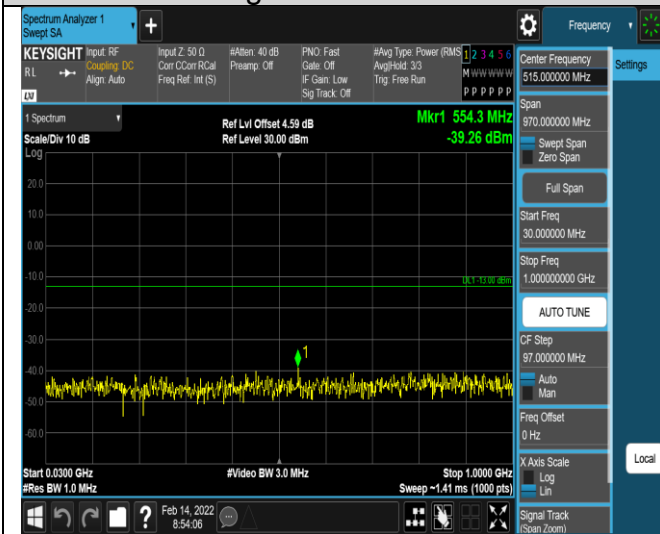 Spectrum Analyzer 1
Swept SA
Frequency
KEYSIGHT
RL
Input: RF
Coupling: DC
Align: Auto
Input Z: 50 Ω
Corr CCorr RCal
Freq Ref: Int (S)
#Atten: 40 dB
Preamp: Off
PNO: Fast
Gate: Off
IF Gain: Low
Sig Track: Off
#Avg Type: Power (RMS
Avg|Hold: 3/3
Trig: Free Run
1 2 3 4 5 6
M W W W W W
P P P P P P
LXI
1 Spectrum
Scale/Div 10 dB
Log
Ref Lvl Offset 4.59 dB
Ref Level 30.00 dBm
Mkr1 554.3 MHz
-39.26 dBm
20.0
10.0
0.00
-10.0
DL1 -13.00 dBm
-20.0
-30.0
1
-40.0
-50.0
-60.0
Start 0.0300 GHz
#Res BW 1.0 MHz
#Video BW 3.0 MHz
Stop 1.0000 GHz
Sweep ~1.41 ms (1000 pts)
Feb 14, 2022
8:54:06
Center Frequency
515.000000 MHz
Settings
Span
970.000000 MHz
Swept Span
Zero Span
Full Span
Start Freq
30.000000 MHz
Stop Freq
1.000000000 GHz
AUTO TUNE
CF Step
97.000000 MHz
Auto
Man
Freq Offset
0 Hz
X Axis Scale
Log
Lin
Local
Signal Track
(Span Zoom)